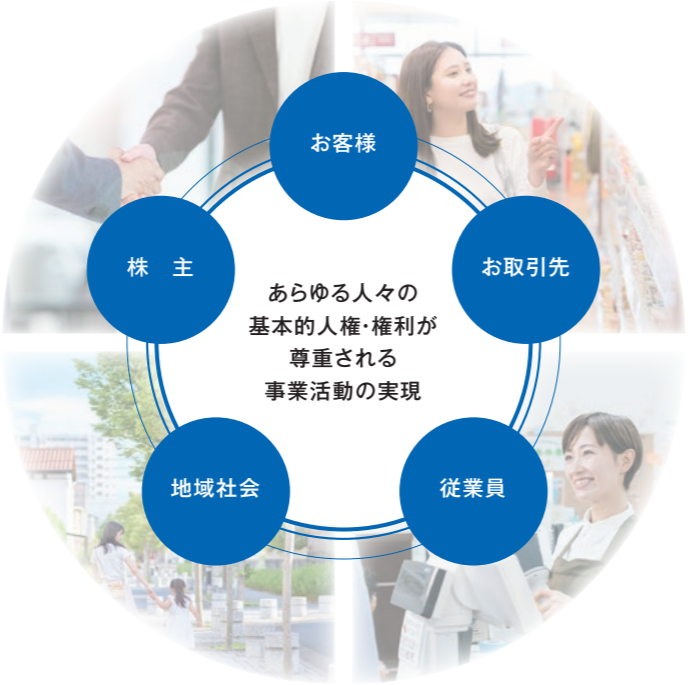 お客様
株　主
お取引先
あらゆる人々の
基本的人権・権利が
尊重される
事業活動の実現
地域社会
従業員